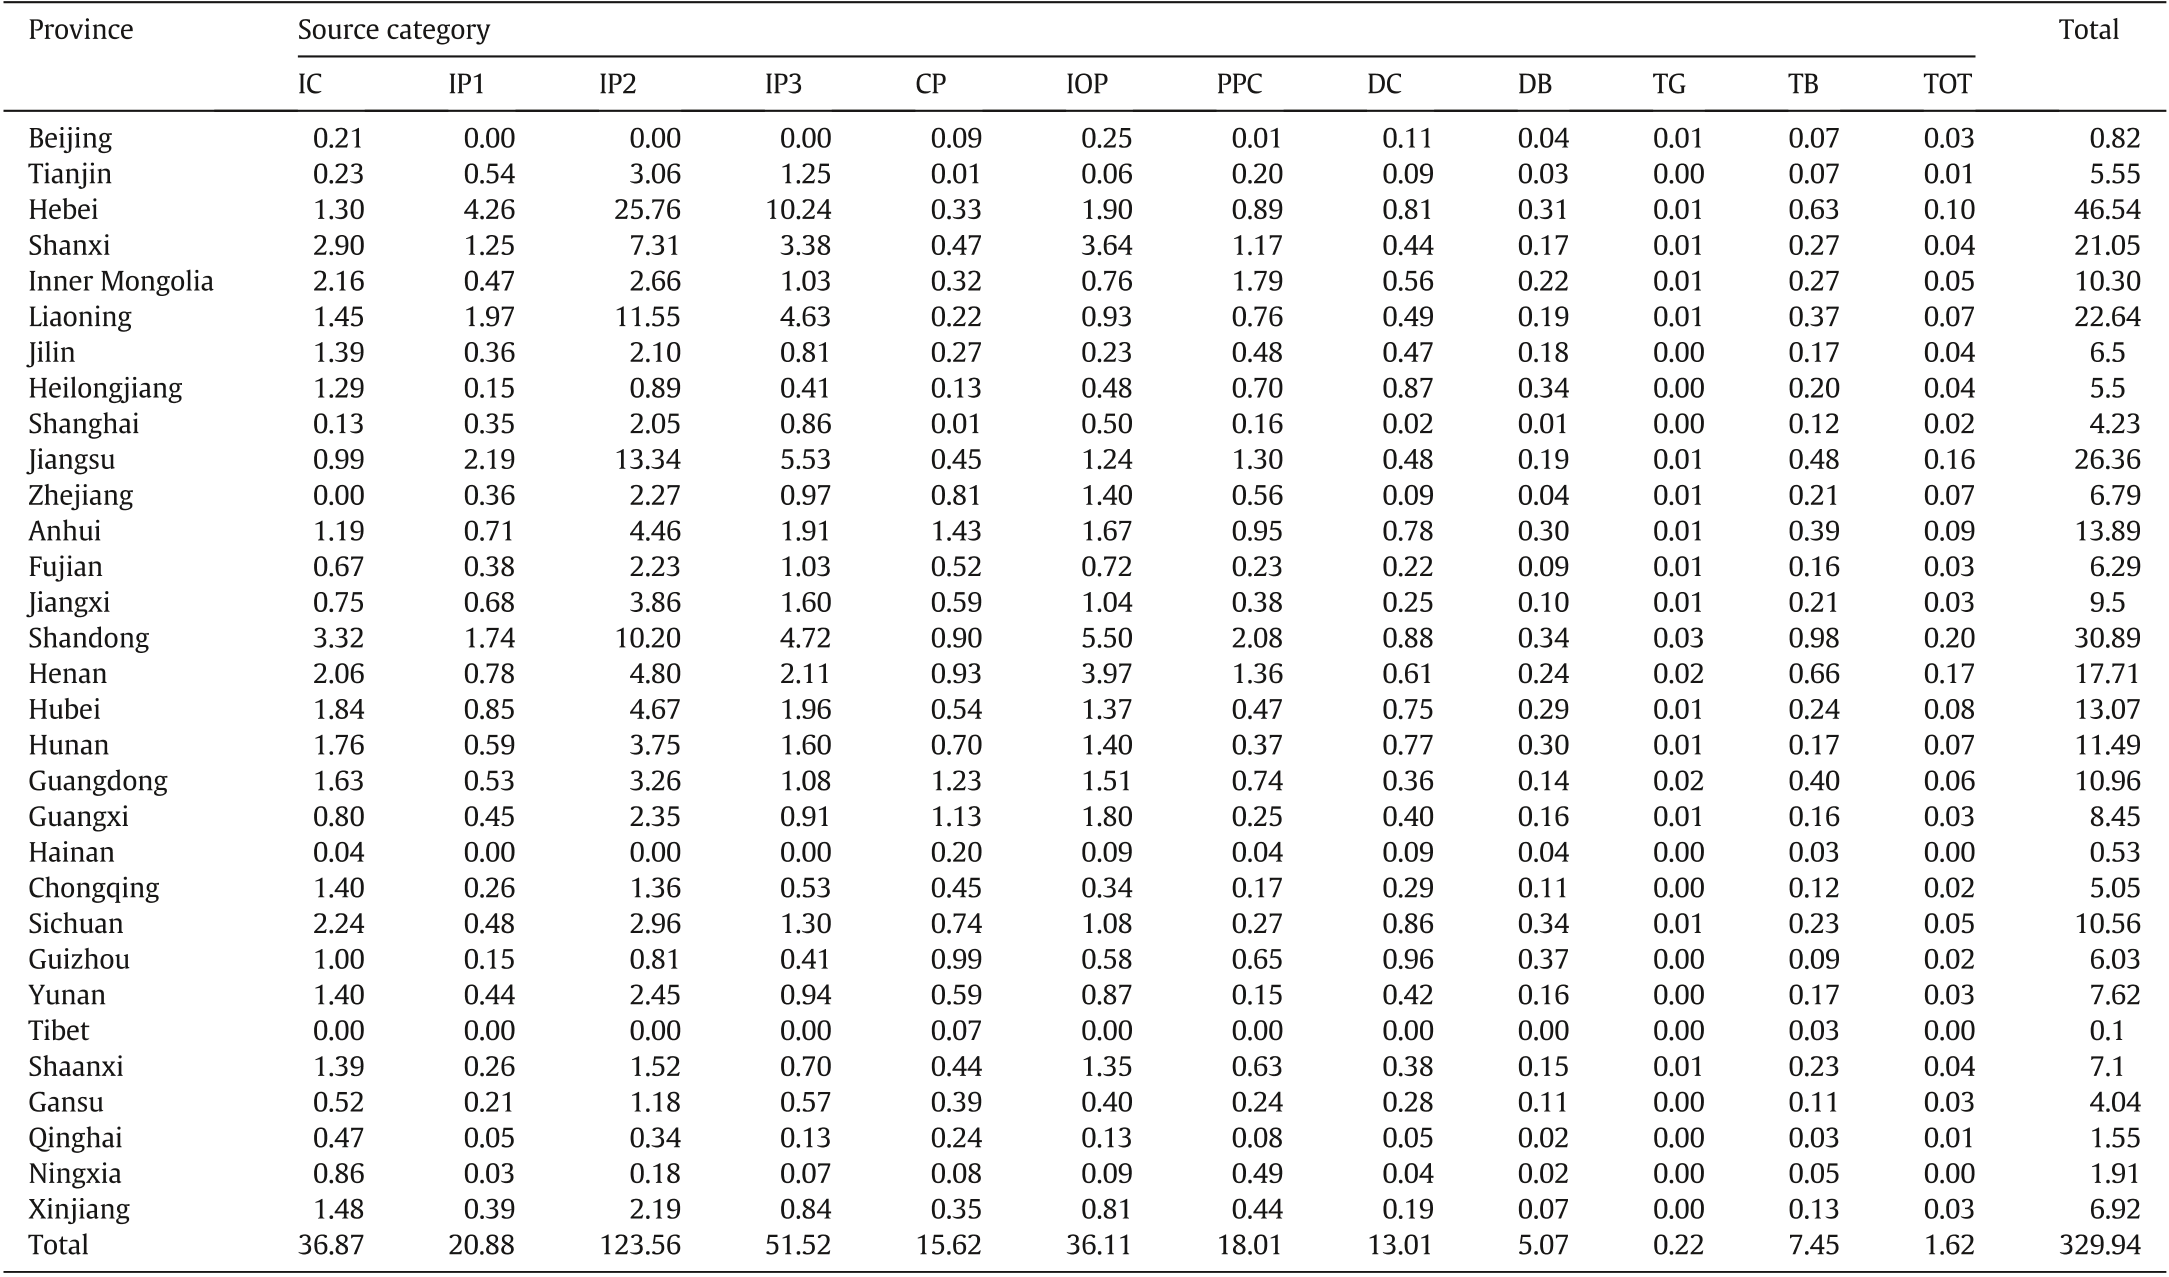 Province Source category Total
IC IP1 IP2 IP3 CP IOP PPC DC DB TG TB TOT
Beijing 0.21 0.00 0.00 0.00 0.09 0.25 0.01 0.11 0.04 0.01 0.07 0.03 0.82
Tianjin 0.23 0.54 3.06 1.25 0.01 0.06 0.20 0.09 0.03 0.00 0.07 0.01 5.55
Hebei 1.30 4.26 25.76 10.24 0.33 1.90 0.89 0.81 0.31 0.01 0.63 0.10 46.54
Shanxi 2.90 1.25 7.31 3.38 0.47 3.64 1.17 0.44 0.17 0.01 0.27 0.04 21.05
Inner Mongolia 2.16 0.47 2.66 1.03 0.32 0.76 1.79 0.56 0.22 0.01 0.27 0.05 10.30
Liaoning 1.45 1.97 11.55 4.63 0.22 0.93 0.76 0.49 0.19 0.01 0.37 0.07 22.64
Jilin 1.39 0.36 2.10 0.81 0.27 0.23 0.48 0.47 0.18 0.00 0.17 0.04 6.5
Heilongjiang 1.29 0.15 0.89 0.41 0.13 0.48 0.70 0.87 0.34 0.00 0.20 0.04 5.5
Shanghai 0.13 0.35 2.05 0.86 0.01 0.50 0.16 0.02 0.01 0.00 0.12 0.02 4.23
Jiangsu 0.99 2.19 13.34 5.53 0.45 1.24 1.30 0.48 0.19 0.01 0.48 0.16 26.36
Zhejiang 0.00 0.36 2.27 0.97 0.81 1.40 0.56 0.09 0.04 0.01 0.21 0.07 6.79
Anhui 1.19 0.71 4.46 1.91 1.43 1.67 0.95 0.78 0.30 0.01 0.39 0.09 13.89
Fujian 0.67 0.38 2.23 1.03 0.52 0.72 0.23 0.22 0.09 0.01 0.16 0.03 6.29
Jiangxi 0.75 0.68 3.86 1.60 0.59 1.04 0.38 0.25 0.10 0.01 0.21 0.03 9.5
Shandong 3.32 1.74 10.20 4.72 0.90 5.50 2.08 0.88 0.34 0.03 0.98 0.20 30.89
Henan 2.06 0.78 4.80 2.11 0.93 3.97 1.36 0.61 0.24 0.02 0.66 0.17 17.71
Hubei 1.84 0.85 4.67 1.96 0.54 1.37 0.47 0.75 0.29 0.01 0.24 0.08 13.07
Hunan 1.76 0.59 3.75 1.60 0.70 1.40 0.37 0.77 0.30 0.01 0.17 0.07 11.49
Guangdong 1.63 0.53 3.26 1.08 1.23 1.51 0.74 0.36 0.14 0.02 0.40 0.06 10.96
Guangxi 0.80 0.45 2.35 0.91 1.13 1.80 0.25 0.40 0.16 0.01 0.16 0.03 8.45
Hainan 0.04 0.00 0.00 0.00 0.20 0.09 0.04 0.09 0.04 0.00 0.03 0.00 0.53
Chongqing 1.40 0.26 1.36 0.53 0.45 0.34 0.17 0.29 0.11 0.00 0.12 0.02 5.05
Sichuan 2.24 0.48 2.96 1.30 0.74 1.08 0.27 0.86 0.34 0.01 0.23 0.05 10.56
Guizhou 1.00 0.15 0.81 0.41 0.99 0.58 0.65 0.96 0.37 0.00 0.09 0.02 6.03
Yunan 1.40 0.44 2.45 0.94 0.59 0.87 0.15 0.42 0.16 0.00 0.17 0.03 7.62
Tibet 0.00 0.00 0.00 0.00 0.07 0.00 0.00 0.00 0.00 0.00 0.03 0.00 0.1
Shaanxi 1.39 0.26 1.52 0.70 0.44 1.35 0.63 0.38 0.15 0.01 0.23 0.04 7.1
Gansu 0.52 0.21 1.18 0.57 0.39 0.40 0.24 0.28 0.11 0.00 0.11 0.03 4.04
Qinghai 0.47 0.05 0.34 0.13 0.24 0.13 0.08 0.05 0.02 0.00 0.03 0.01 1.55
Ningxia 0.86 0.03 0.18 0.07 0.08 0.09 0.49 0.04 0.02 0.00 0.05 0.00 1.91
Xinjiang 1.48 0.39 2.19 0.84 0.35 0.81 0.44 0.19 0.07 0.00 0.13 0.03 6.92
Total 36.87 20.88 123.56 51.52 15.62 36.11 18.01 13.01 5.07 0.22 7.45 1.62 329.94